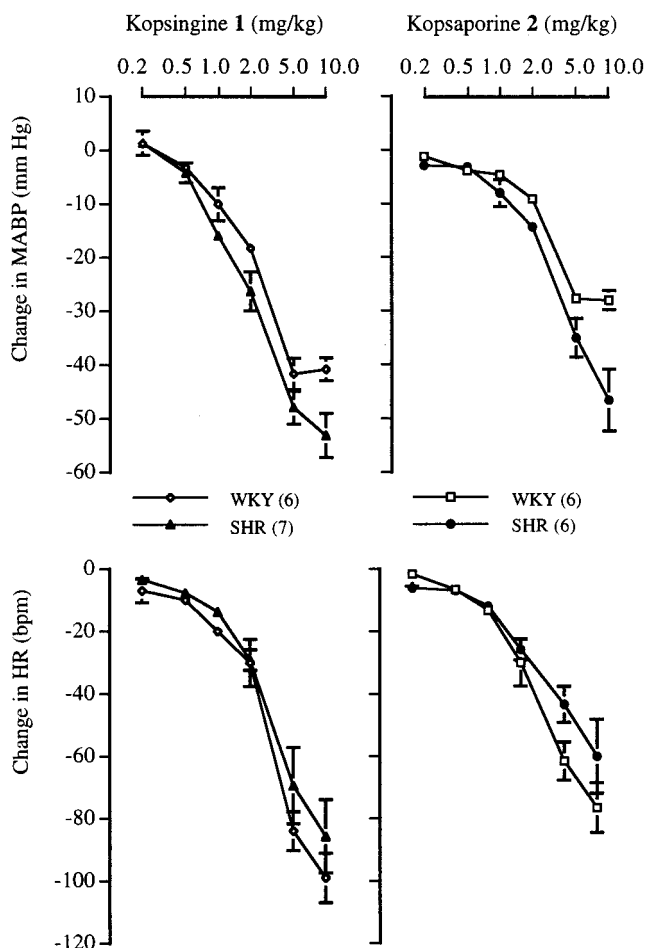 Kopsingine 1 (mg/kg)
Kopsaporine 2 (mg/kg)
0.2 0.5 1.0 2.0 5.0 10.0
0.2 0.5 1.0 2.0 5.0 10.0
Change in MABP (mm Hg)
10
0
-10
-20
-30
-40
-50
-60
WKY (6)
SHR (7)
WKY (6)
SHR (6)
Change in HR (bpm)
0
-20
-40
-60
-80
-100
-120